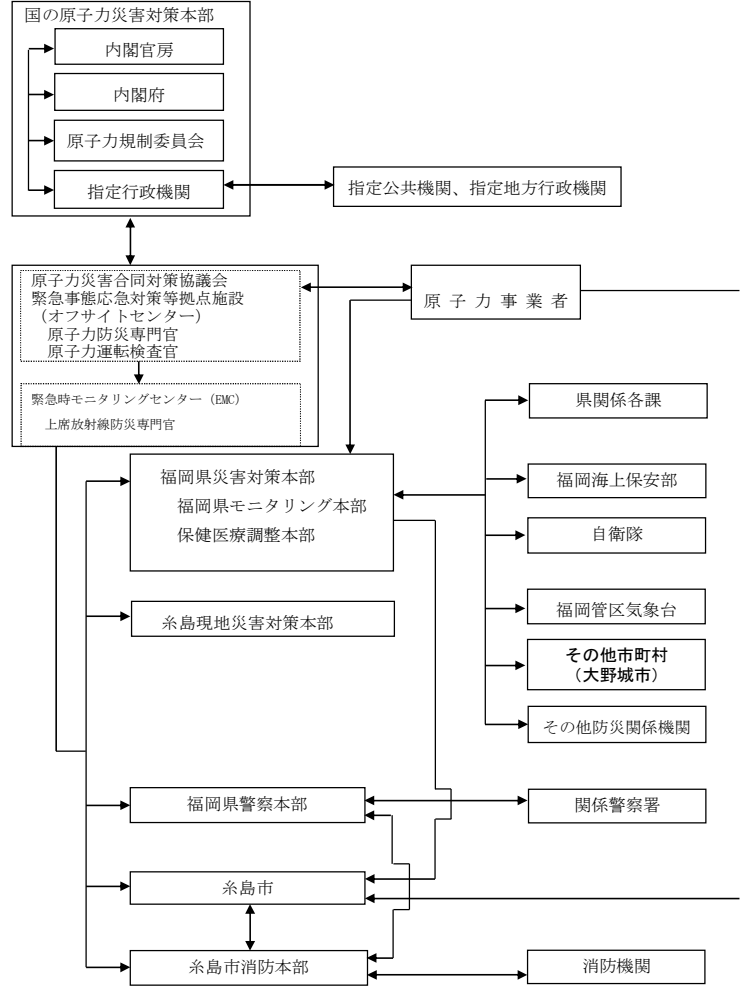 国の原子力災害対策本部
内閣官房
内閣府
原子力規制委員会
指定行政機関
指定公共機関、指定地方行政機関
原子力災害合同対策協議会
緊急事態応急対策等拠点施設
(オフサイトセンター)
原子力防災専門官
原子力運転検査官
原子力事業者
緊急時モニタリングセンター(EMC)
上席放射線防災専門官
県関係各課
福岡県災害対策本部
福岡県モニタリング本部
保健医療調整本部
福岡海上保安部
自衛隊
福岡管区気象台
糸島現地災害対策本部
その他市町村
(大野城市)
その他防災関係機関
福岡県警察本部
関係警察署
糸島市
糸島市消防本部
消防機関